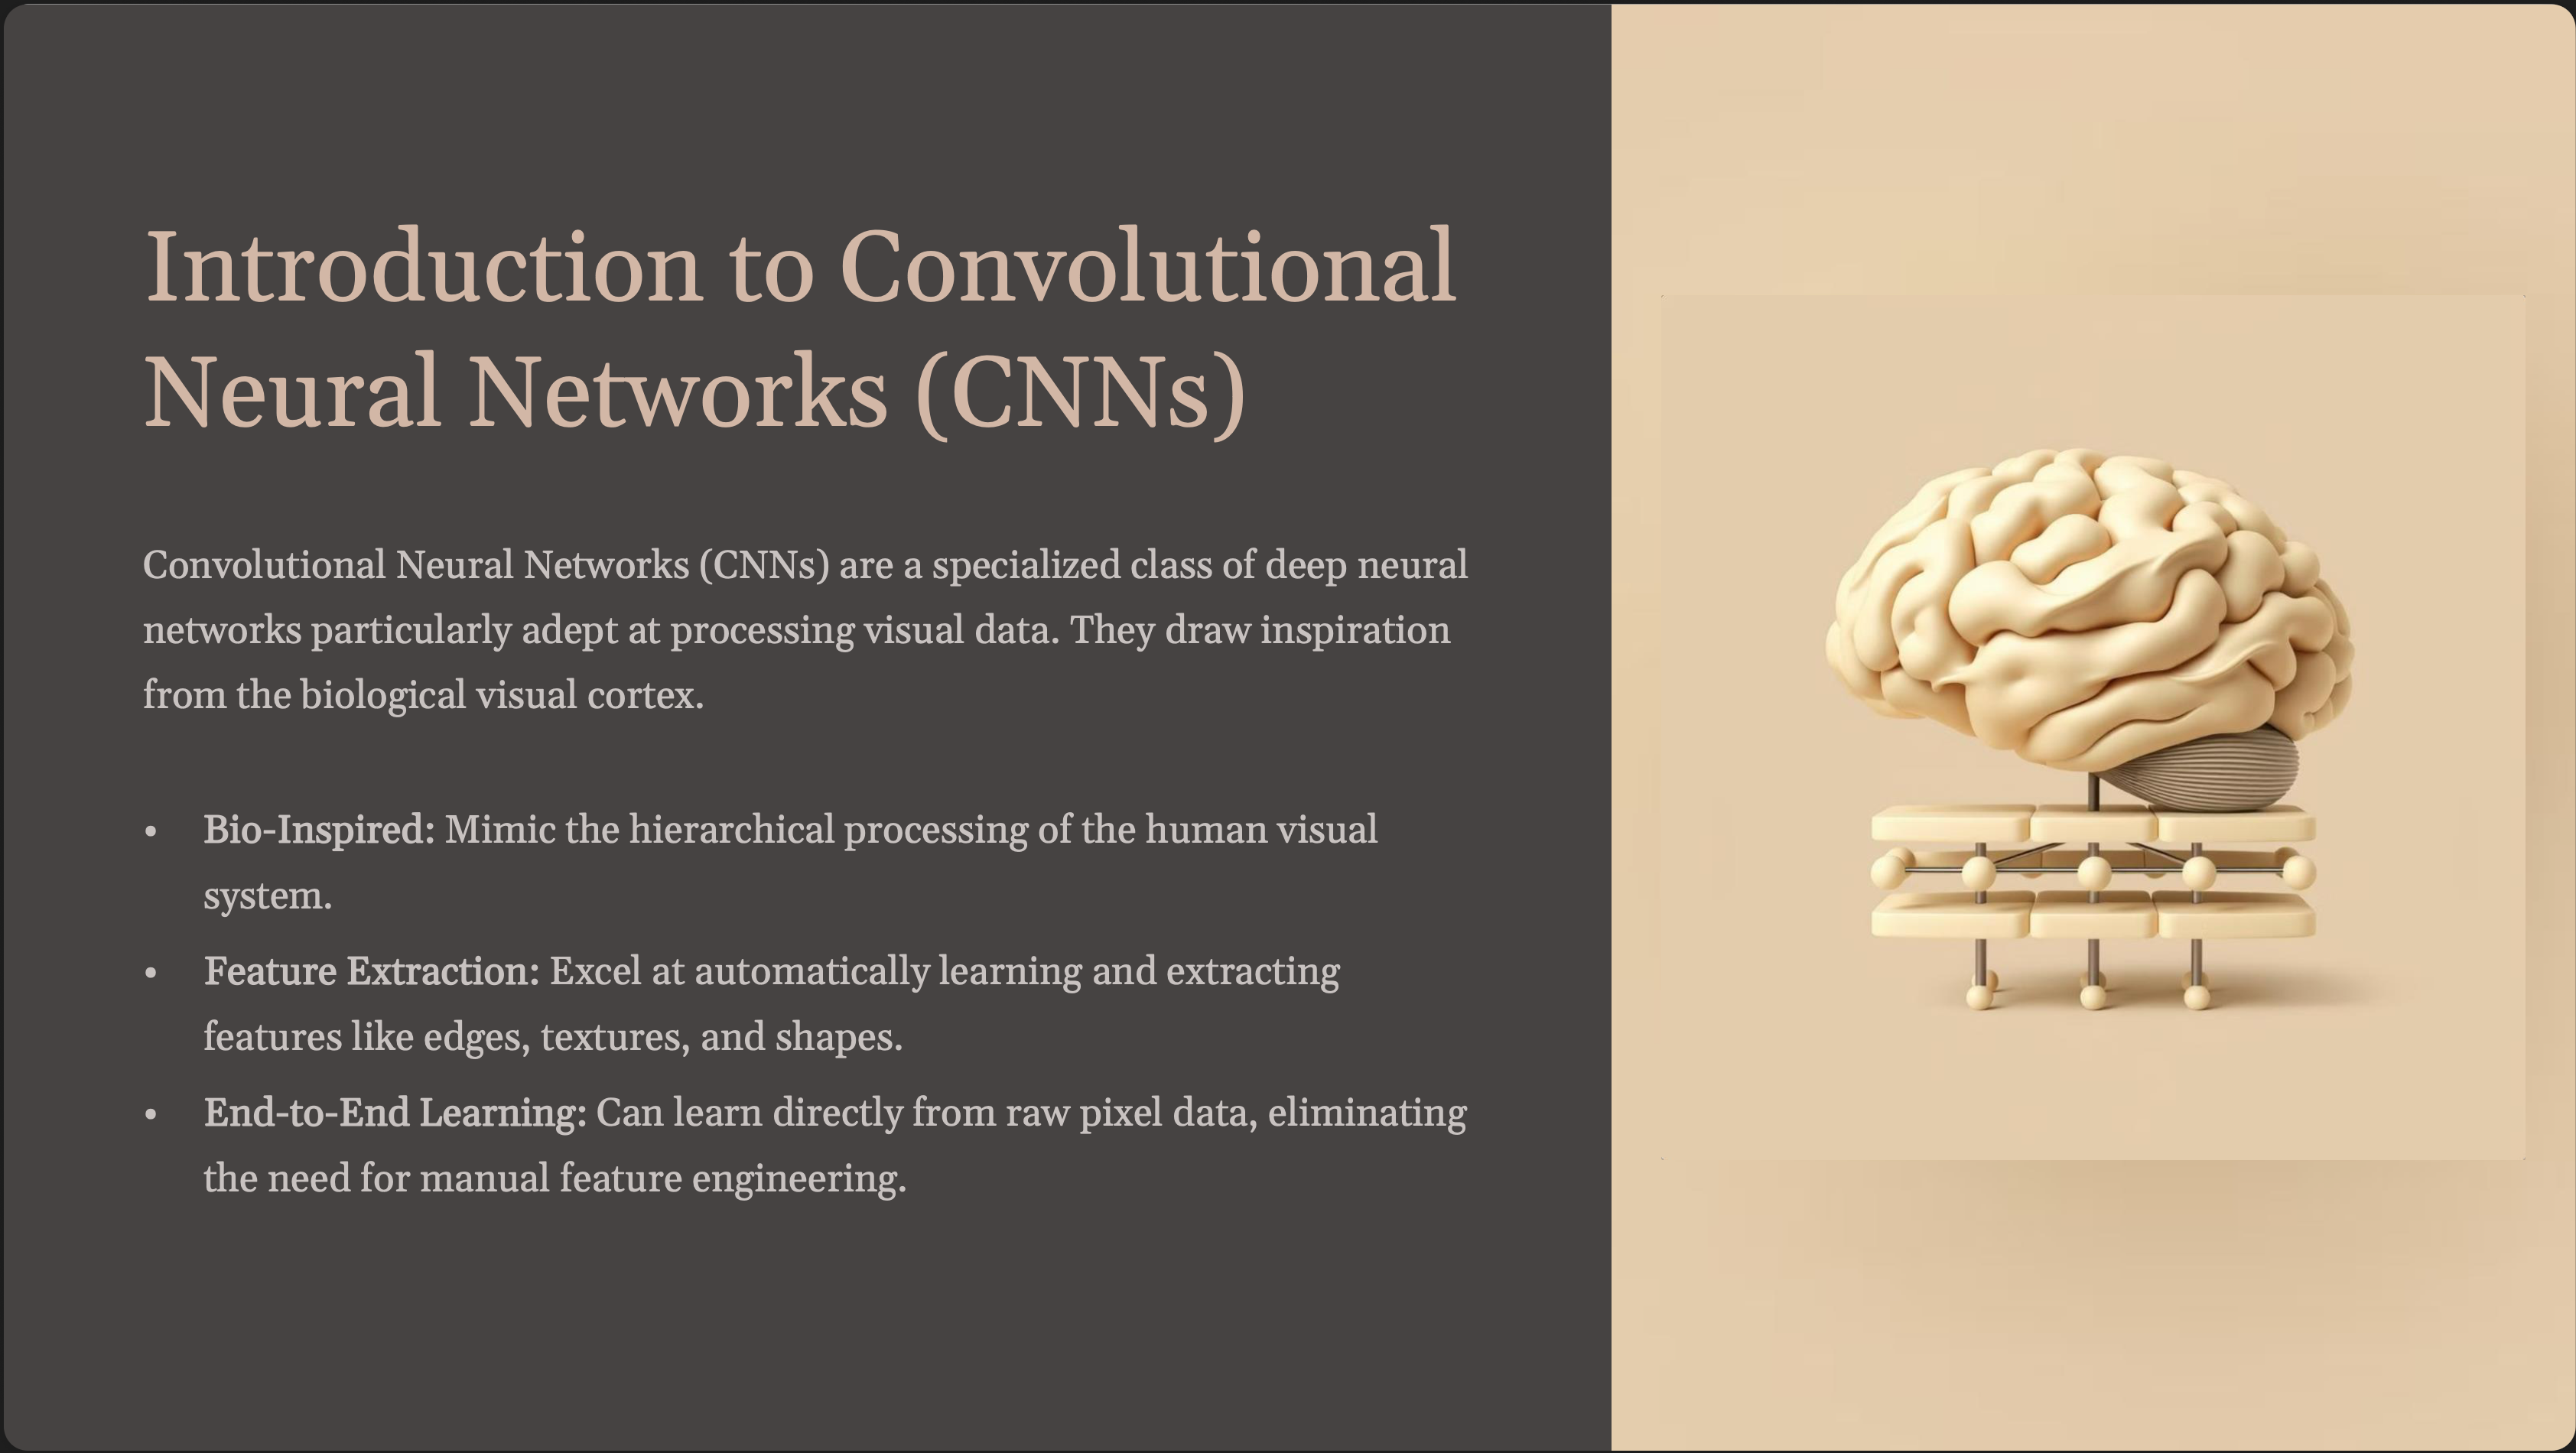 Introduction to Convolutional
Neural Networks (CNNs)
Convolutional Neural Networks (CNNs) are a specialized class of deep neural
networks particularly adept at processing visual data. They draw inspiration
from the biological visual cortex.
• Bio-Inspired: Mimic the hierarchical processing of the human visual
system.
• Feature Extraction: Excel at automatically learning and extracting
features like edges, textures, and shapes.
• End-to-End Learning: Can learn directly from raw pixel data, eliminating
the need for manual feature engineering.